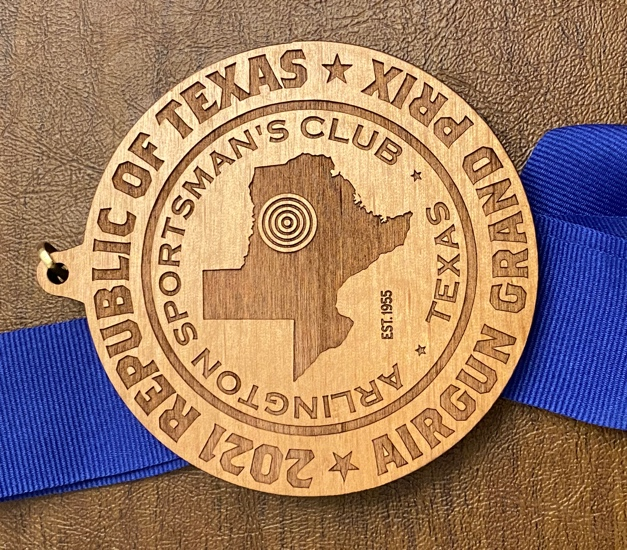 2021 REPUBLIC OF TEXAS ★ AIRGUN GRAND PRIX ★
ARLINGTON SPORTSMAN'S CLUB ★ TEXAS ★
EST. 1955